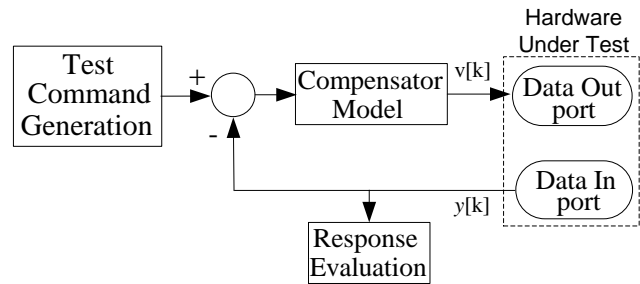 Hardware
Under Test
Test
Command
Generation
+
-
Compensator
Model
v[k]
Data Out
port
Data In
port
y[k]
Response
Evaluation